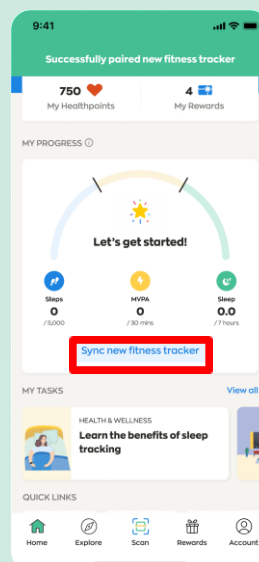 9:41
Successfully paired new fitness tracker
750
4
My Healthpoints
My Rewards
MY PROGRESS
Let's get started!
Steps
MVPA
Sleep
0
0
0.0
/5,000
/30 mins
/7 hours
Sync new fitness tracker
MY TASKS
View all
HEALTH & WELLNESS
Learn the benefits of sleep
tracking
QUICK LINKS
Home
Explore
Scan
Rewards
Account